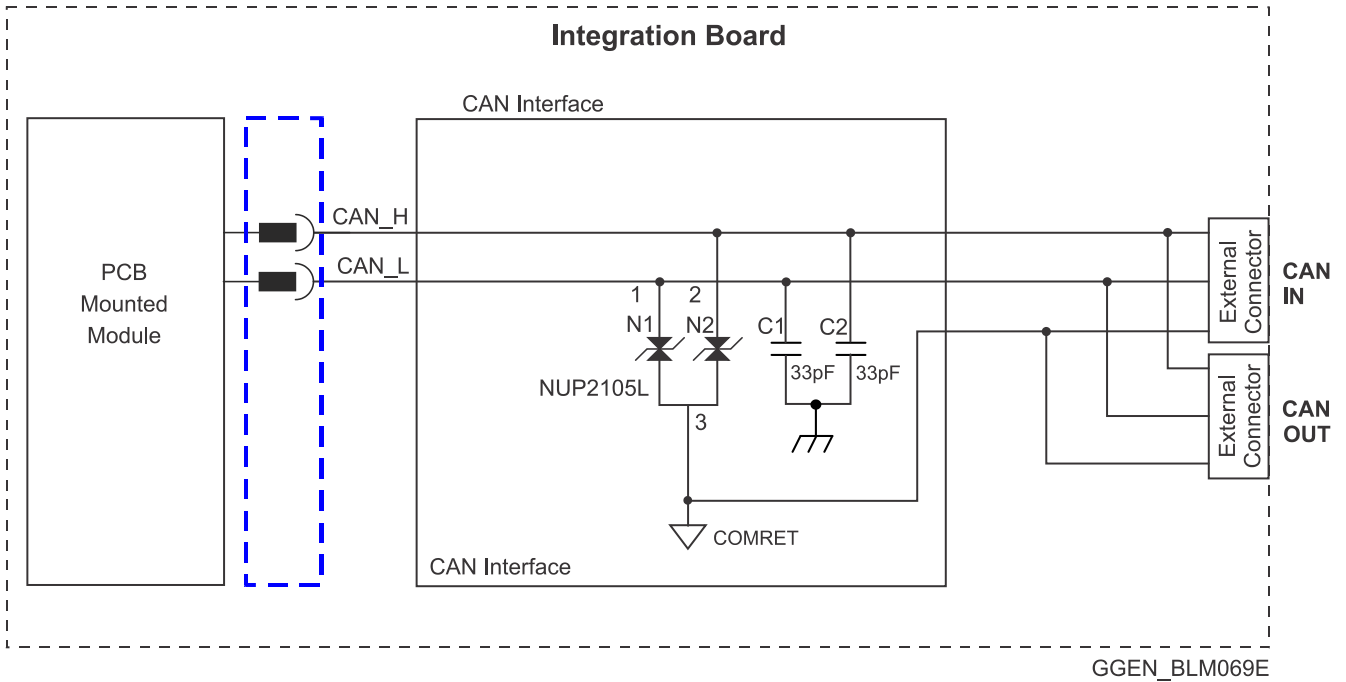 Integration Board
CAN Interface
CAN_H
CAN_L
PCB
Mounted
Module
1
2
N1
N2
C1
C2
33pF
33pF
NUP2105L
3
COMRET
CAN Interface
External
Connector
CAN
IN
External
Connector
CAN
OUT
GGEN_BLM069E